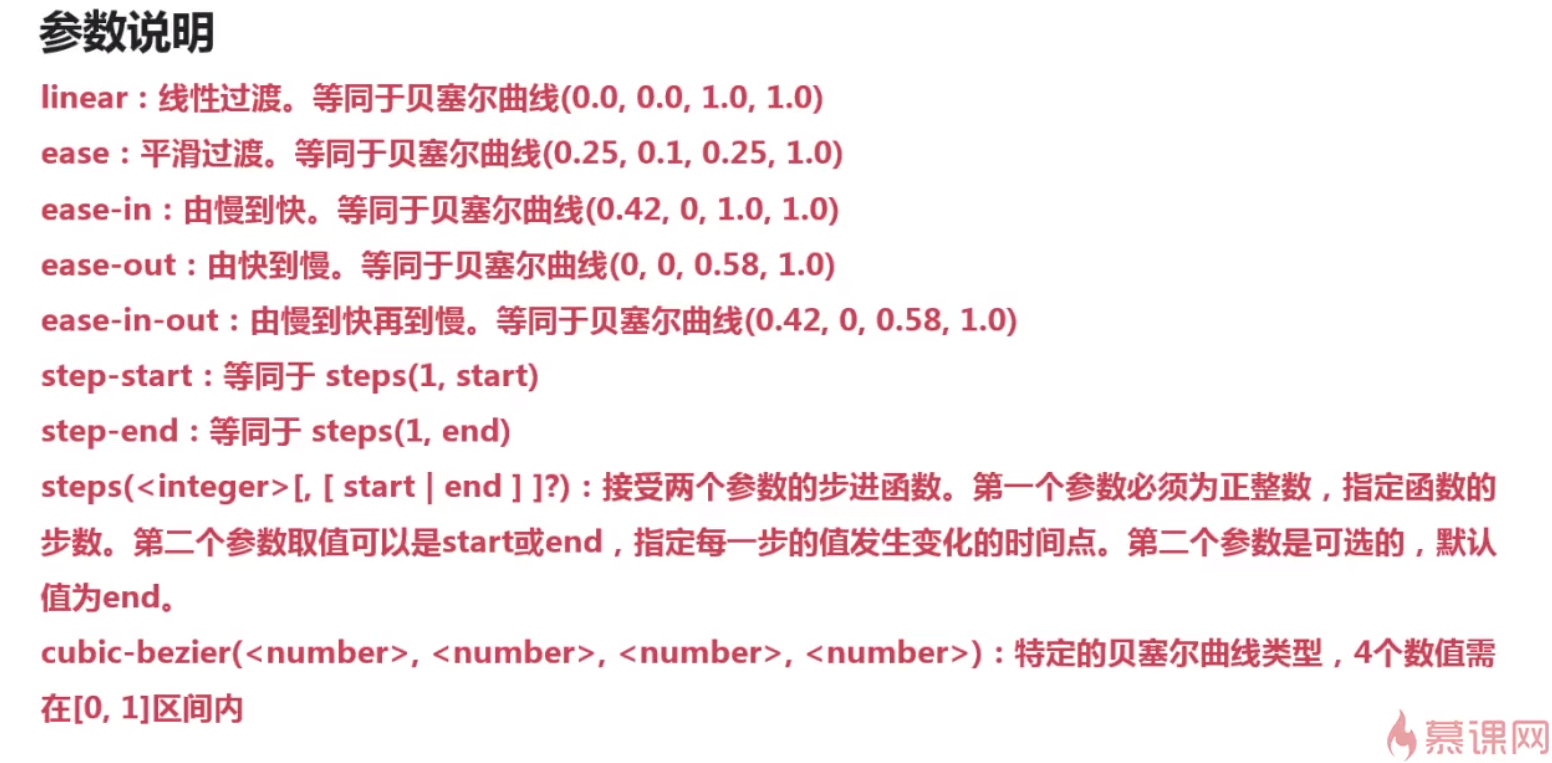 参数说明
linear：线性过渡。等同于贝塞尔曲线(0.0, 0.0, 1.0, 1.0)
ease：平滑过渡。等同于贝塞尔曲线(0.25, 0.1, 0.25, 1.0)
ease-in：由慢到快。等同于贝塞尔曲线(0.42, 0, 1.0, 1.0)
ease-out：由快到慢。等同于贝塞尔曲线(0, 0, 0.58, 1.0)
ease-in-out：由慢到快再到慢。等同于贝塞尔曲线(0.42, 0, 0.58, 1.0)
step-start：等同于 steps(1, start)
step-end：等同于 steps(1, end)
steps(<integer>[, [ start | end ] ]?)：接受两个参数的步进函数。第一个参数必须为正整数，指定函数的
步数。第二个参数取值可以是start或end，指定每一步的值发生变化的时间点。第二个参数是可选的，默认
值为end。
cubic-bezier(<number>, <number>, <number>, <number>)：特定的贝塞尔曲线类型，4个数值需
在[0, 1]区间内
慕课网